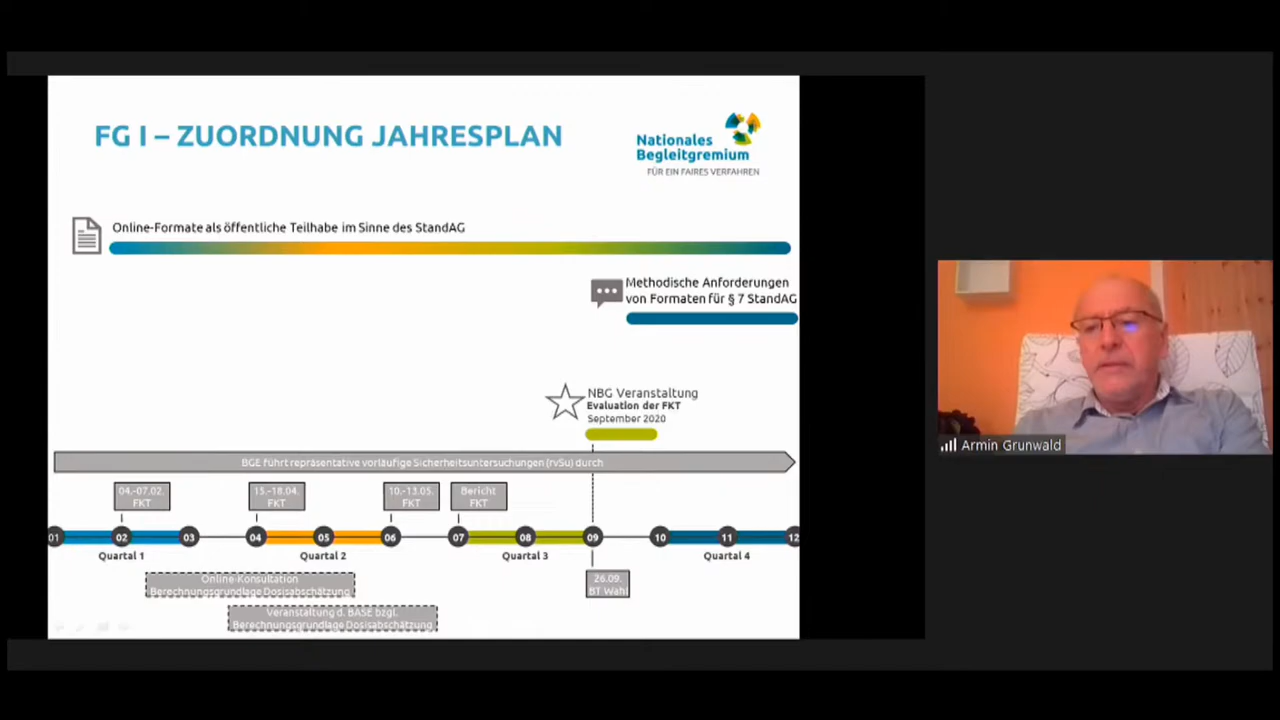 FG I – ZUORDNUNG JAHRESPLAN
Nationales
Begleitgremium
FÜR EIN FAIRES VERFAHREN
Online-Formate als öffentliche Teilhabe im Sinne des StandAG
Methodische Anforderungen
von Formaten für § 7 StandAG
NBG Veranstaltung
Evaluation der FKT
September 2020
BGE führt repräsentative vorläufige Sicherheitsuntersuchungen (rvSu) durch
04.-07.02.
FKT
15.-18.04.
FKT
10.-13.05.
FKT
Bericht
FKT
01 02 03 04 05 06 07 08 09 10 11 12
Quartal 1 Quartal 2 Quartal 3 Quartal 4
Online-Konsultation
Berechnungsgrundlage Dosisabschätzung
26.09.
BT Wahl
Veranstaltung d. BASE bzgl.
Berechnungsgrundlage Dosisabschätzung
Armin Grunwald